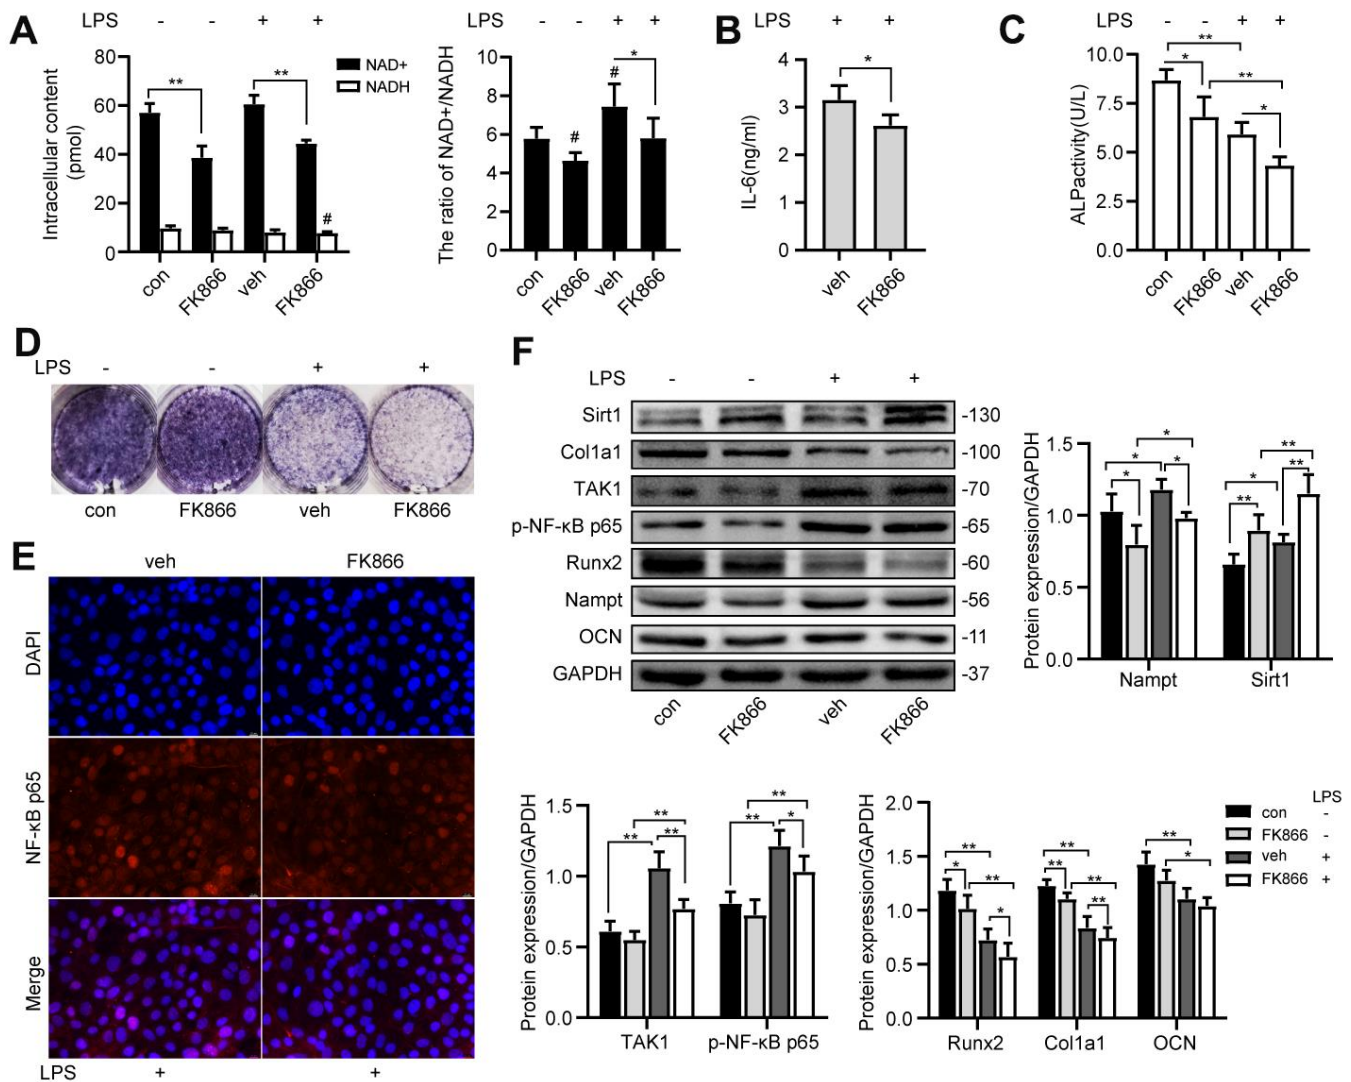 A
LPS - - + +
Intracellular content
(pmol)
80
60
40
20
0
** **
#
NAD+
NADH
con FK866 veh FK866
LPS - - + +
The ratio of NAD+/NADH
10
8
6
4
2
0
# # *
con FK866 veh FK866
B
LPS + +
IL-6(ng/ml)
4
3
2
1
0
*
veh FK866
C
LPS - - + +
ALPactivity(U/L)
10.0
7.5
5.0
2.5
0.0
**
*
**
*
con FK866 veh FK866
D
LPS - - + +
con FK866 veh FK866
E
veh FK866
DAPI
NF-κB p65
Merge
LPS + +
F
LPS - - + +
Sirt1 -130
Col1a1 -100
TAK1 -70
p-NF-κB p65 -65
Runx2 -60
Nampt -56
OCN -11
GAPDH -37
con FK866 veh FK866
Protein expression/GAPDH
1.5
1.0
0.5
0.0
* * * *
** * ** **
Nampt Sirt1
Protein expression/GAPDH
1.5
1.0
0.5
0.0
** ** **
** ** *
TAK1 p-NF-κB p65
Protein expression/GAPDH
2.0
1.5
1.0
0.5
0.0
** * ** *
** ** ** **
** *
Runx2 Col1a1 OCN
LPS
con -
FK866 -
veh +
FK866 +